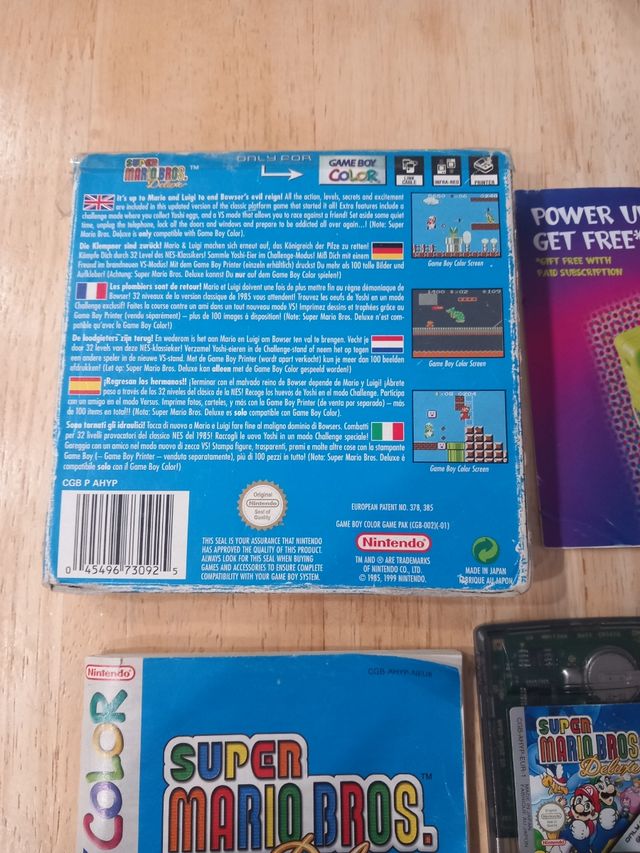 SUPER
MARIO BROS.™
Deluxe
ONLY FOR
GAME BOY
COLOR
GAME LINK
CABLE
INFRA-RED
PRINTER
It's up to Mario and Luigi to end Bowser's evil reign! All the action, levels, secrets and excitement
are included in this updated version of the classic platform game that started it all! Extra features include a
challenge mode where you collect Yoshi eggs, and a VS mode that allows you to race against a friend! Set aside some quiet
time, unplug the telephone, lock all the doors and windows and prepare to be addicted all over again...! (Note: Super
Mario Bros. Deluxe is only compatible with Game Boy Color.)
Die Klempner sind zurück! Mario & Luigi machen sich erneut auf, das Königreich der Pilze zu retten!
Kämpfe Dich durch 32 Level des NES-Klassikers! Sammle Yoshi-Eier im Challenge-Modus! Miß Dich mit einem
Freund im brandneuen VS-Modus! Mit dem Game Boy Printer (einzeln erhältlich) druckst Du mehr als 100 tolle Bilder und
Aufkleber! (Achtung: Super Mario Bros. Deluxe kannst Du nur auf dem Game Boy Color spielen!)
Les plombiers sont de retour! Mario et Luigi doivent une fois de plus mettre fin au règne démoniaque de
Bowser! 32 niveaux de la version classique de 1985 vous attendent! Trouvez les oeufs de Yoshi en un mode
Challenge exclusif! Faites la course contre un ami dans un tout nouveau mode VS! Imprimez dessins et trophées grâce au
Game Boy Printer (vendu séparément) – plus de 100 images à disposition! (Note: Super Mario Bros. Deluxe n'est com-
patible qu'avec le Game Boy Color!)
De loodgieters zijn terug! En wederom is het aan Mario en Luigi om Bowser ten val te brengen. Vecht je
door 32 levels van deze NES-klassieker! Verzamel Yoshi-eieren in de Challenge-stand of neem het op tegen
een andere speler in de nieuwe VS-stand. Met de Game Boy Printer (wordt apart verkocht) kun je meer dan 100 beelden
afdrukken! (Let op: Super Mario Bros. Deluxe kan alleen met de Game Boy Color gespeeld worden!)
¡Regresan los hermanos!! ¡Terminar con el malvado reino de Bowser depende de Mario y Luigi! ¡Ábrete
paso a través de los 32 niveles del clásico de la NES! Recoge los huevos de Yoshi en el modo Challenge. Participa
con un amigo en el modo Versus. Imprime fotos, carteles, y más con la Game Boy Printer (de venta por separado) – más
de 100 items en total!! (Nota: Super Mario Bros. Deluxe es solo compatible con Game Boy Color).
Sono tornati gli idraulici! Tocca di nuovo a Mario e Luigi fare fine al maligno dominio di Bowsers. Combatti
per 32 livelli provocatori del classico NES del 1985! Raccogli le uova Yoshi in un modo Challenge speciale!
Gareggia con un amico nel modo nuovo di zecca VS! Stampa figure, trasparenti, premi e molte altre cose con la stampante
Game Boy (– Game Boy Printer – venduta separatamente), più di 100 pezzi in tutto! (Nota: Super Mario Bros. Deluxe è
compatibile solo con il Game Boy Color!)
Game Boy Color Screen
Game Boy Color Screen
Game Boy Color Screen
CGB P AHYP
0 45496 73092 5
Original
Nintendo
Seal of
Quality
THIS SEAL IS YOUR ASSURANCE THAT NINTENDO
HAS APPROVED THE QUALITY OF THIS PRODUCT.
ALWAYS LOOK FOR THIS SEAL WHEN BUYING
GAMES AND ACCESSORIES TO ENSURE COMPLETE
COMPATIBILITY WITH YOUR GAME BOY SYSTEM.
EUROPEAN PATENT NO. 378, 385
GAME BOY COLOR GAME PAK (CGB-002)(-01)
Nintendo
TM AND ® ARE TRADEMARKS
OF NINTENDO CO., LTD.
© 1985, 1999 NINTENDO.
MADE IN JAPAN
FABRIQUE AU JAPON
POWER U
GET FREE*
*GIFT FREE WITH
PAID SUBSCRIPTION
Nintendo
COLOR
CGB-AHYP-NEU8
SUPER
MARIO BROS.™
CGB-AHYP-EUR-1
SUPER
MARIO BROS
Deluxe
Nintendo